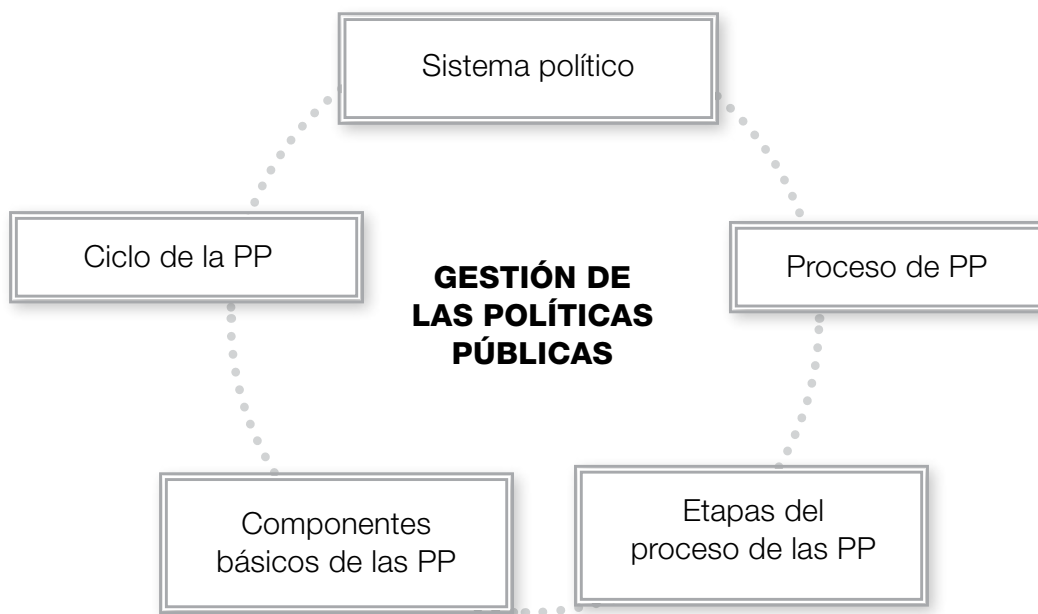 Sistema político
Ciclo de la PP
GESTIÓN DE
LAS POLÍTICAS
PÚBLICAS
Proceso de PP
Componentes
básicos de las PP
Etapas del
proceso de las PP